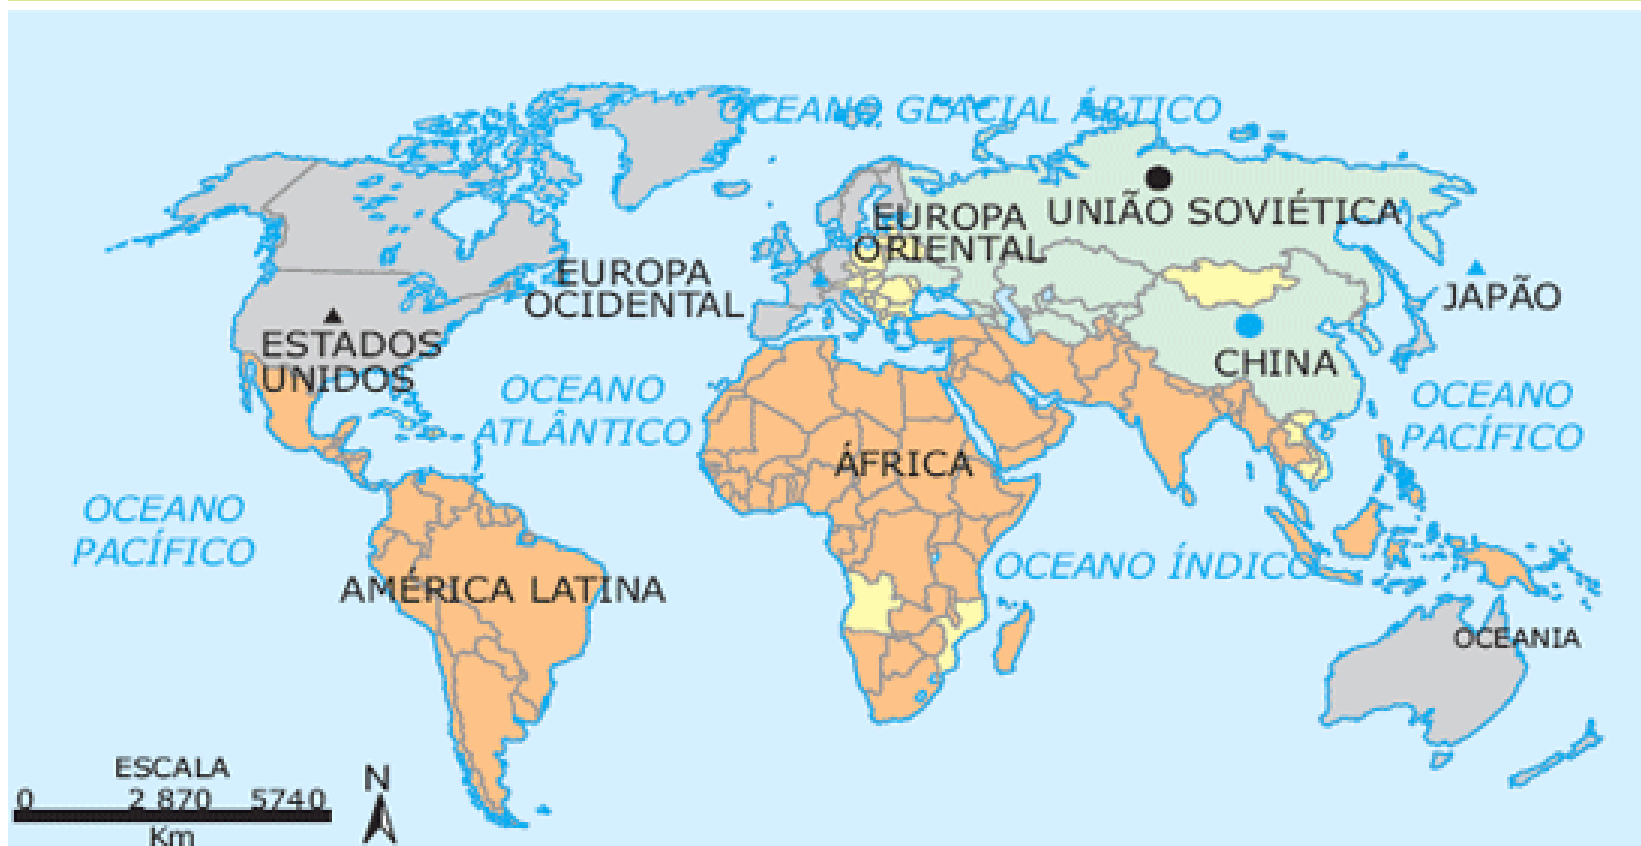 OCEANO GLACIAL ÁRTICO
UNIÃO SOVIÉTICA
EUROPA
ORIENTAL
EUROPA
OCIDENTAL
JAPÃO
ESTADOS
UNIDOS
CHINA
OCEANO
ATLÂNTICO
OCEANO
PACÍFICO
ÁFRICA
OCEANO
PACÍFICO
OCEANO ÍNDICO
AMÉRICA LATINA
OCEANIA
ESCALA
0 2 870 5740
Km
N